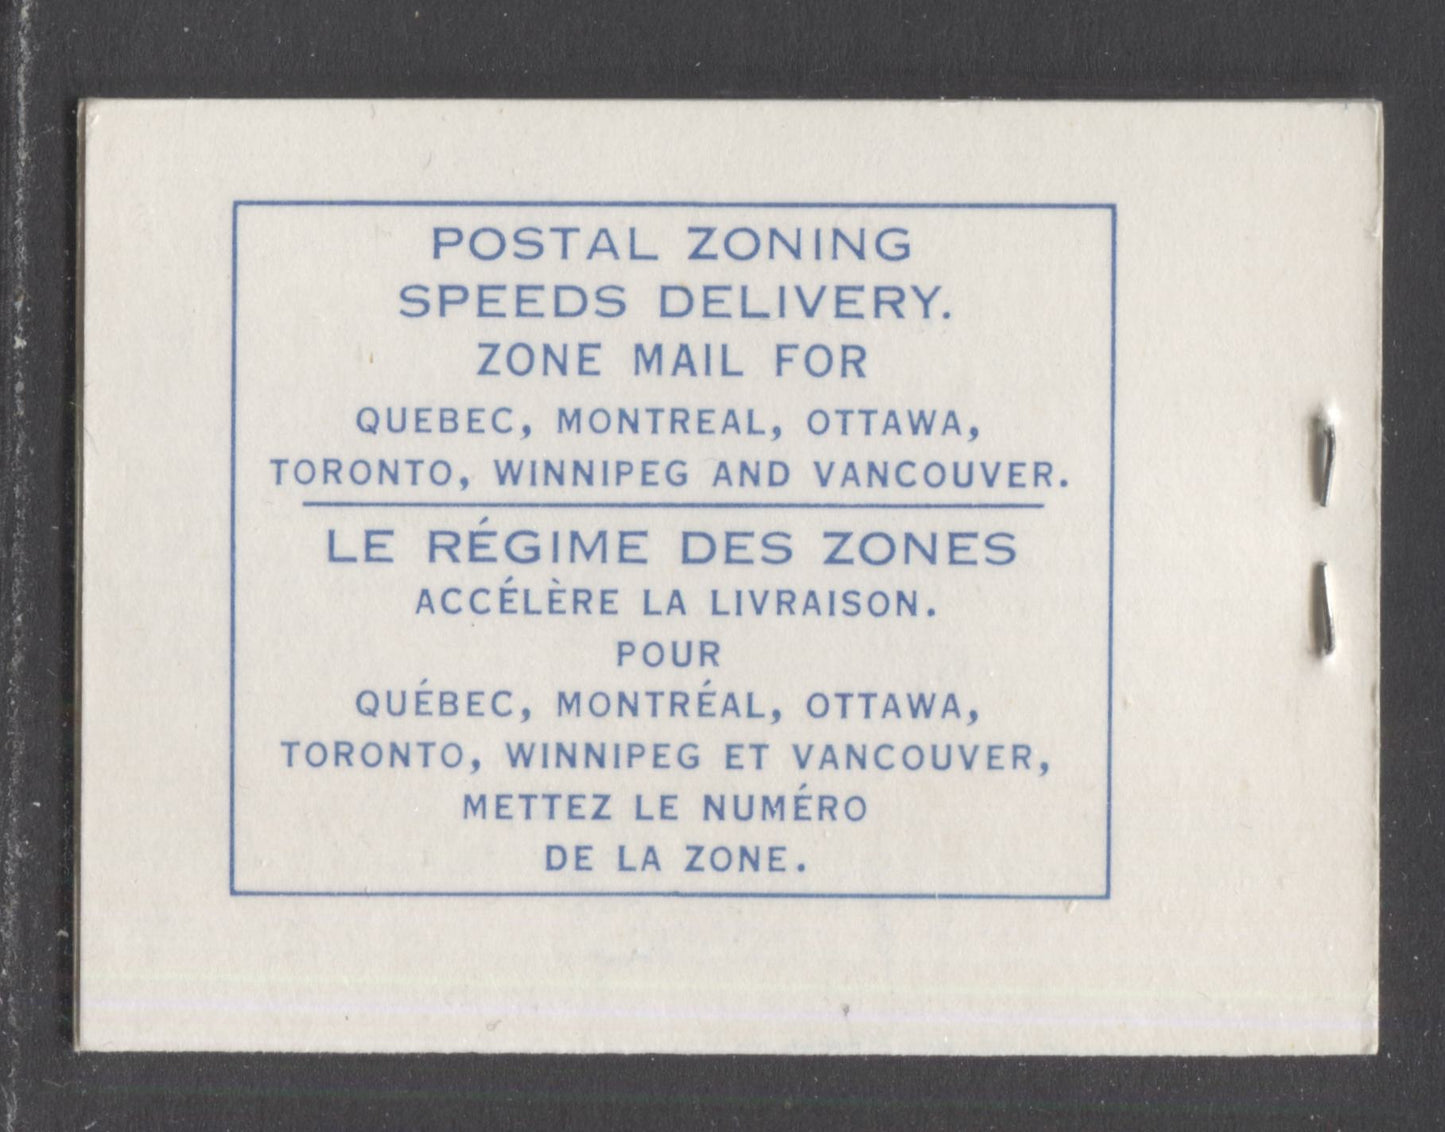 POSTAL ZONING
SPEEDS DELIVERY.
ZONE MAIL FOR
QUEBEC, MONTREAL, OTTAWA,
TORONTO, WINNIPEG AND VANCOUVER.
LE RÉGIME DES ZONES
ACCÉLÈRE LA LIVRAISON.
POUR
QUÉBEC, MONTRÉAL, OTTAWA,
TORONTO, WINNIPEG ET VANCOUVER,
METTEZ LE NUMÉRO
DE LA ZONE.